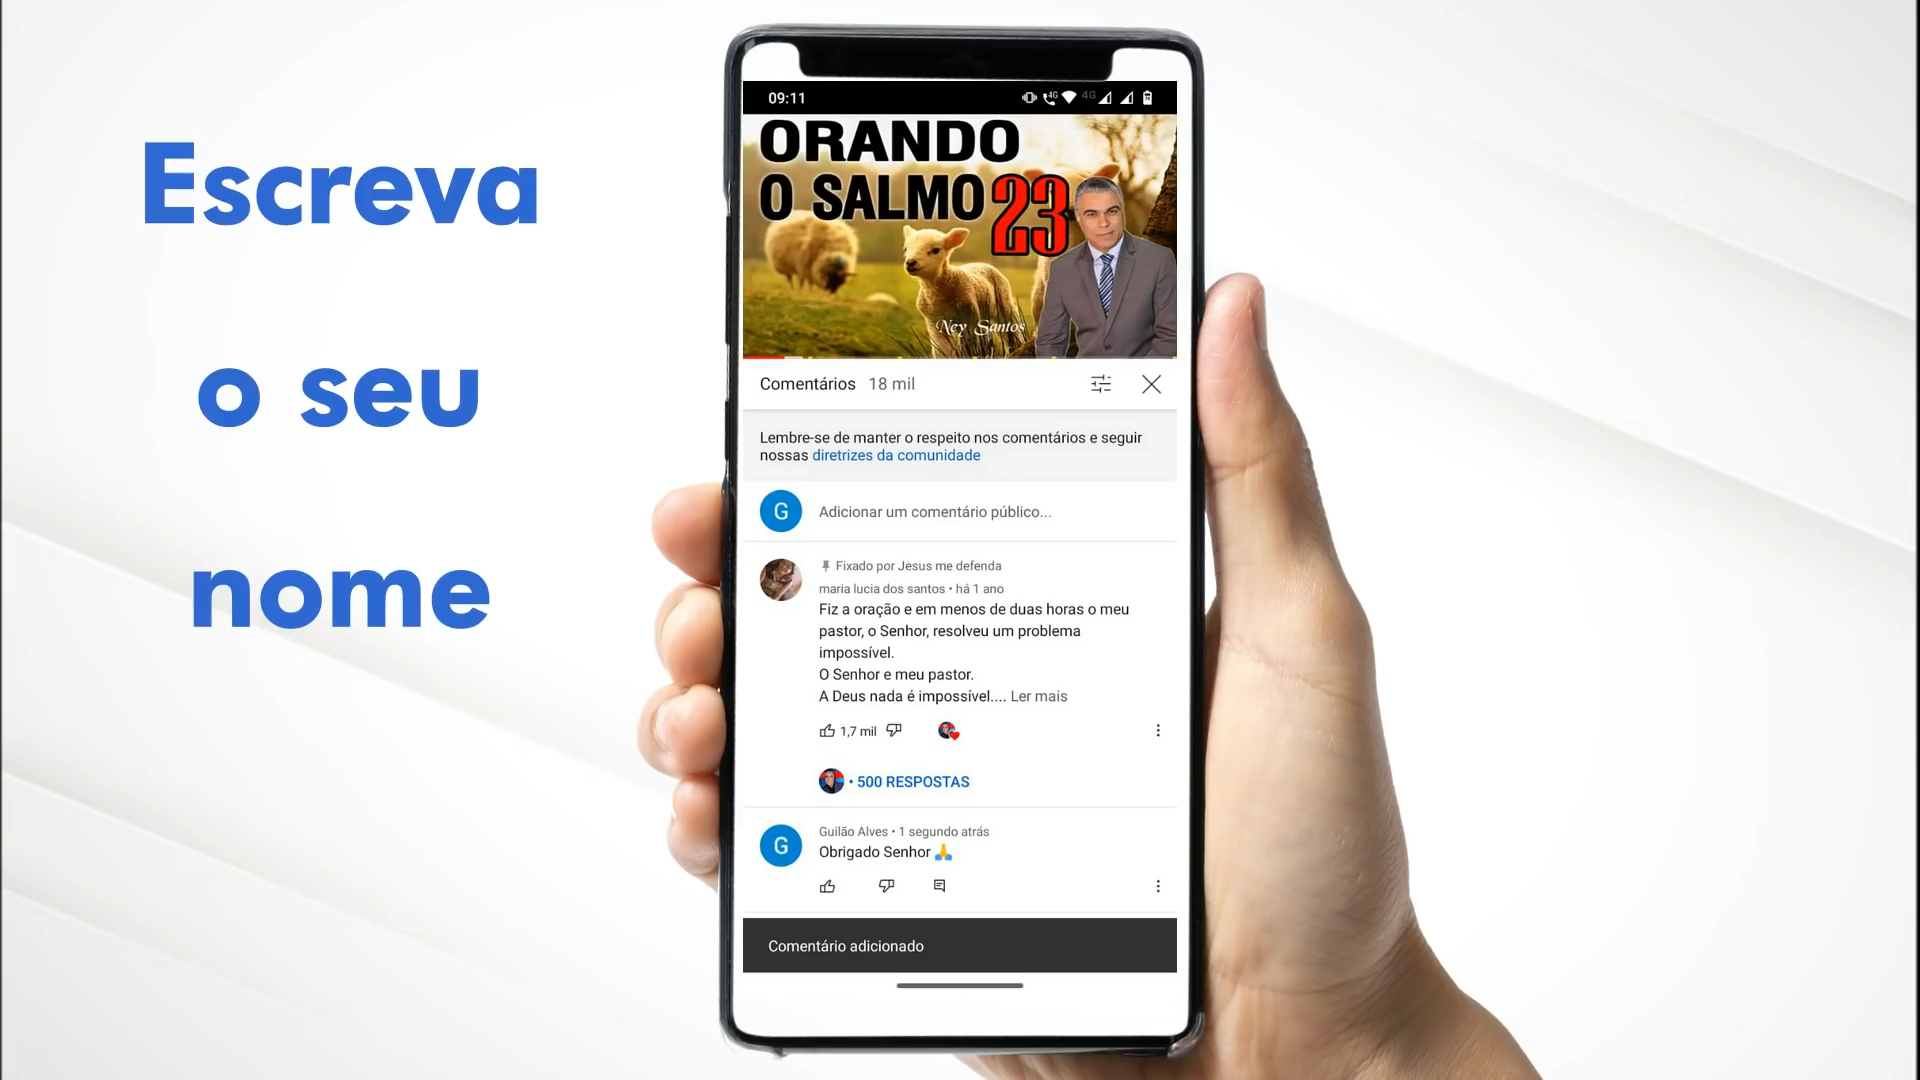 Escreva
o seu
nome
09:11
4G
4G
ORANDO
O SALMO 23
Ney Santos
Comentários 18 mil
Lembre-se de manter o respeito nos comentários e seguir
nossas diretrizes da comunidade
G
Adicionar um comentário público...
Fixado por Jesus me defenda
maria lucia dos santos • há 1 ano
Fiz a oração e em menos de duas horas o meu
pastor, o Senhor, resolveu um problema
impossível.
O Senhor e meu pastor.
A Deus nada é impossível.... Ler mais
1,7 mil
• 500 RESPOSTAS
G
Guilão Alves • 1 segundo atrás
Obrigado Senhor 🙏
Comentário adicionado